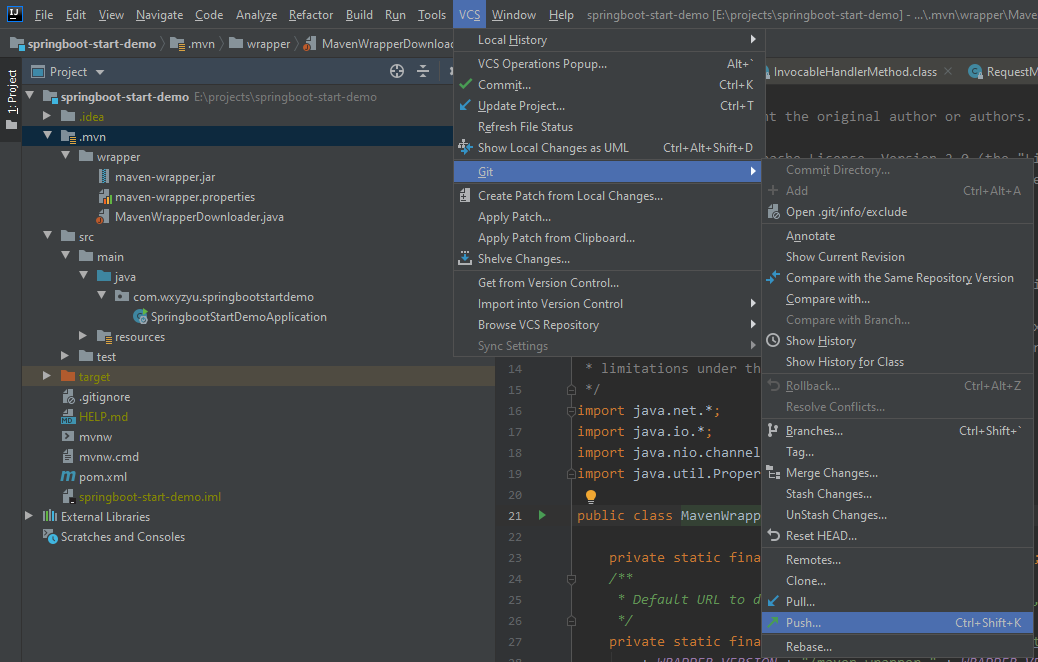 File Edit View Navigate Code Analyze Refactor Build Run Tools VCS Window Help springboot-start-demo [E:\projects\springboot-start-demo] - ...\.mvn\wrapper\Mave
springboot-start-demo .mvn wrapper MavenWrapperDownloa
1: Project
Project
InvocableHandlerMethod.class
RequestM
springboot-start-demo E:\projects\springboot-start-demo
.idea
.mvn
wrapper
maven-wrapper.jar
maven-wrapper.properties
MavenWrapperDownloader.java
src
main
java
com.wxyzyu.springbootstartdemo
SpringbootStartDemoApplication
resources
test
target
.gitignore
HELP.md
mvnw
mvnw.cmd
pom.xml
springboot-start-demo.iml
External Libraries
Scratches and Consoles
Local History
VCS Operations Popup... Alt+`
Commit... Ctrl+K
Update Project... Ctrl+T
Refresh File Status
Show Local Changes as UML Ctrl+Alt+Shift+D
Git
Create Patch from Local Changes...
Apply Patch...
Apply Patch from Clipboard...
Shelve Changes...
Get from Version Control...
Import into Version Control
Browse VCS Repository
Sync Settings
Commit Directory...
Add Ctrl+Alt+A
Open .git/info/exclude
Annotate
Show Current Revision
Compare with the Same Repository Version
Compare with...
Compare with Branch...
Show History
Show History for Class
Rollback... Ctrl+Alt+Z
Resolve Conflicts...
Branches... Ctrl+Shift+`
Tag...
Merge Changes...
Stash Changes...
UnStash Changes...
Reset HEAD...
Remotes...
Clone...
Pull...
Push... Ctrl+Shift+K
Rebase...
t the original author or authors.
14 * limitations under th
15 */
16 import java.net.*;
17 import java.io.*;
18 import java.nio.channel
19 import java.util.Proper
20
21 public class MavenWrapp
22
23 private static fina
24 /**
25 * Default URL to d
26 */
27 private static fina